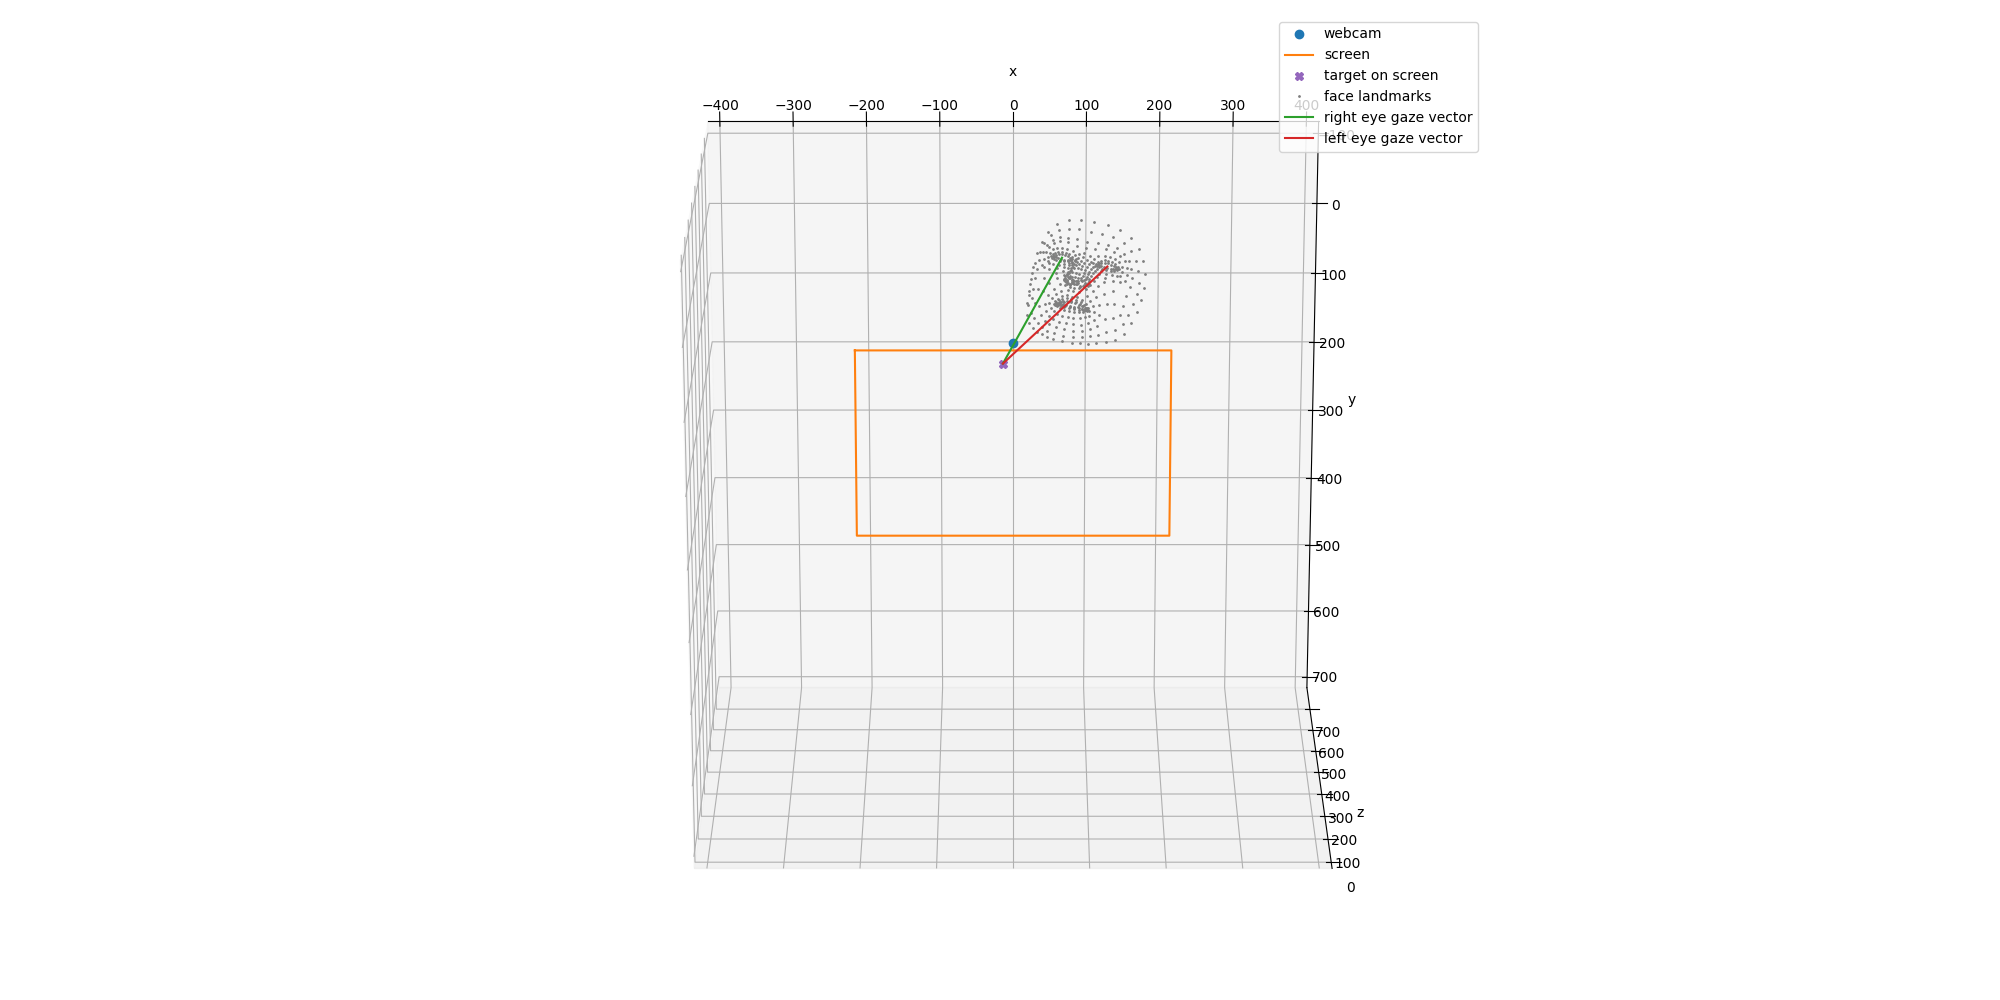 webcam
screen
target on screen
face landmarks
right eye gaze vector
left eye gaze vector
x
−400 −300 −200 −100 0 100 200 300 400
−100
0
100
200
300
y
400
500
600
700
700
600
500
400
300 z
200
100
0